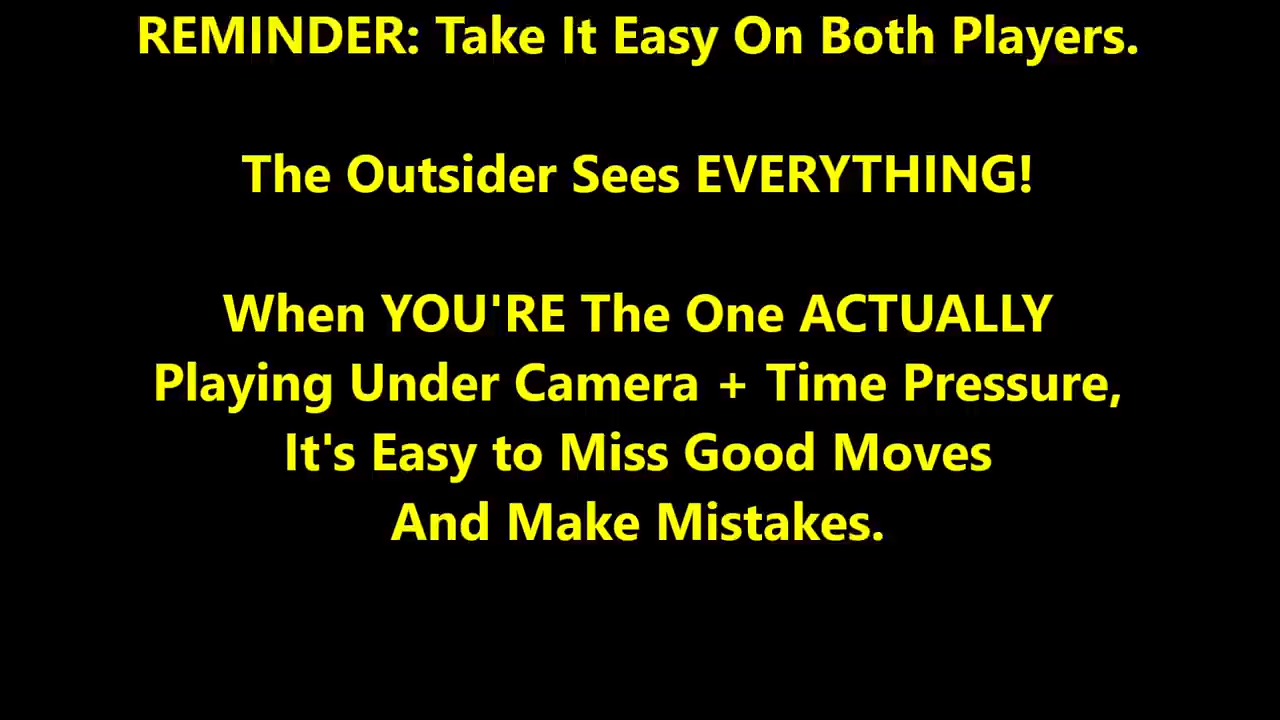 REMINDER: Take It Easy On Both Players.
The Outsider Sees EVERYTHING!
When YOU'RE The One ACTUALLY
Playing Under Camera + Time Pressure,
It's Easy to Miss Good Moves
And Make Mistakes.